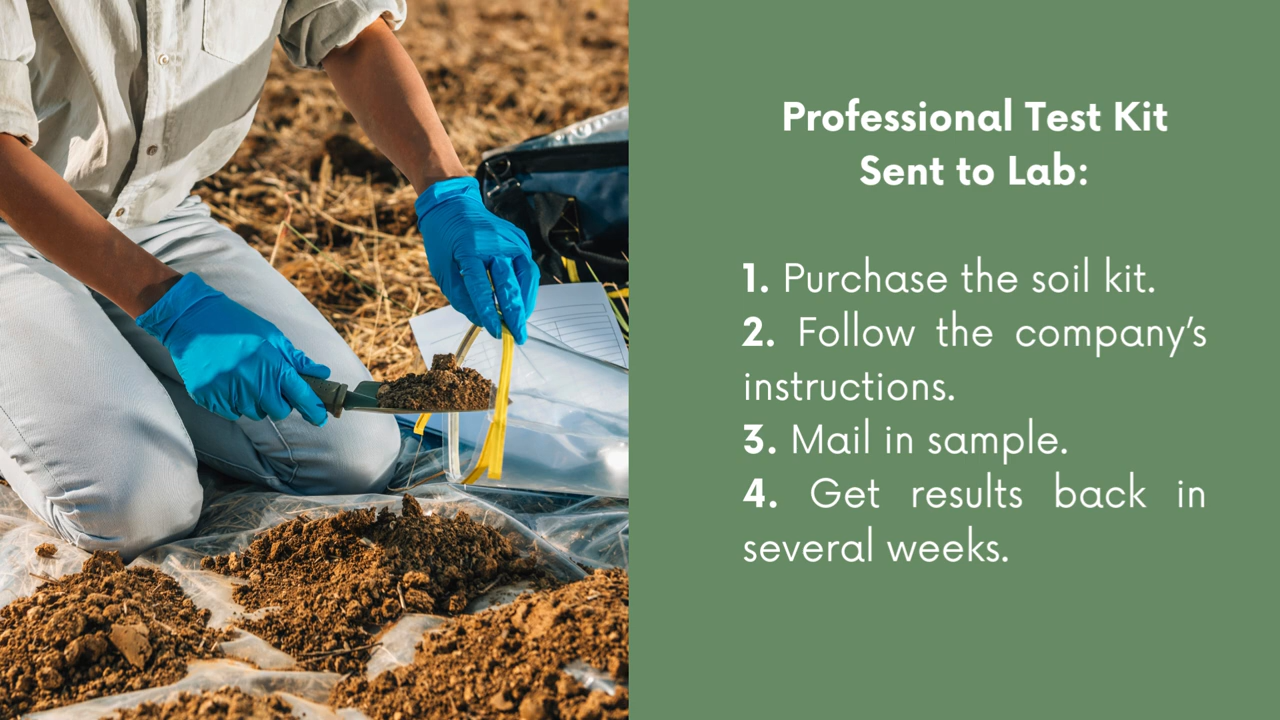 Professional Test Kit
Sent to Lab:
1. Purchase the soil kit.
2. Follow the company’s
instructions.
3. Mail in sample.
4. Get results back in
several weeks.